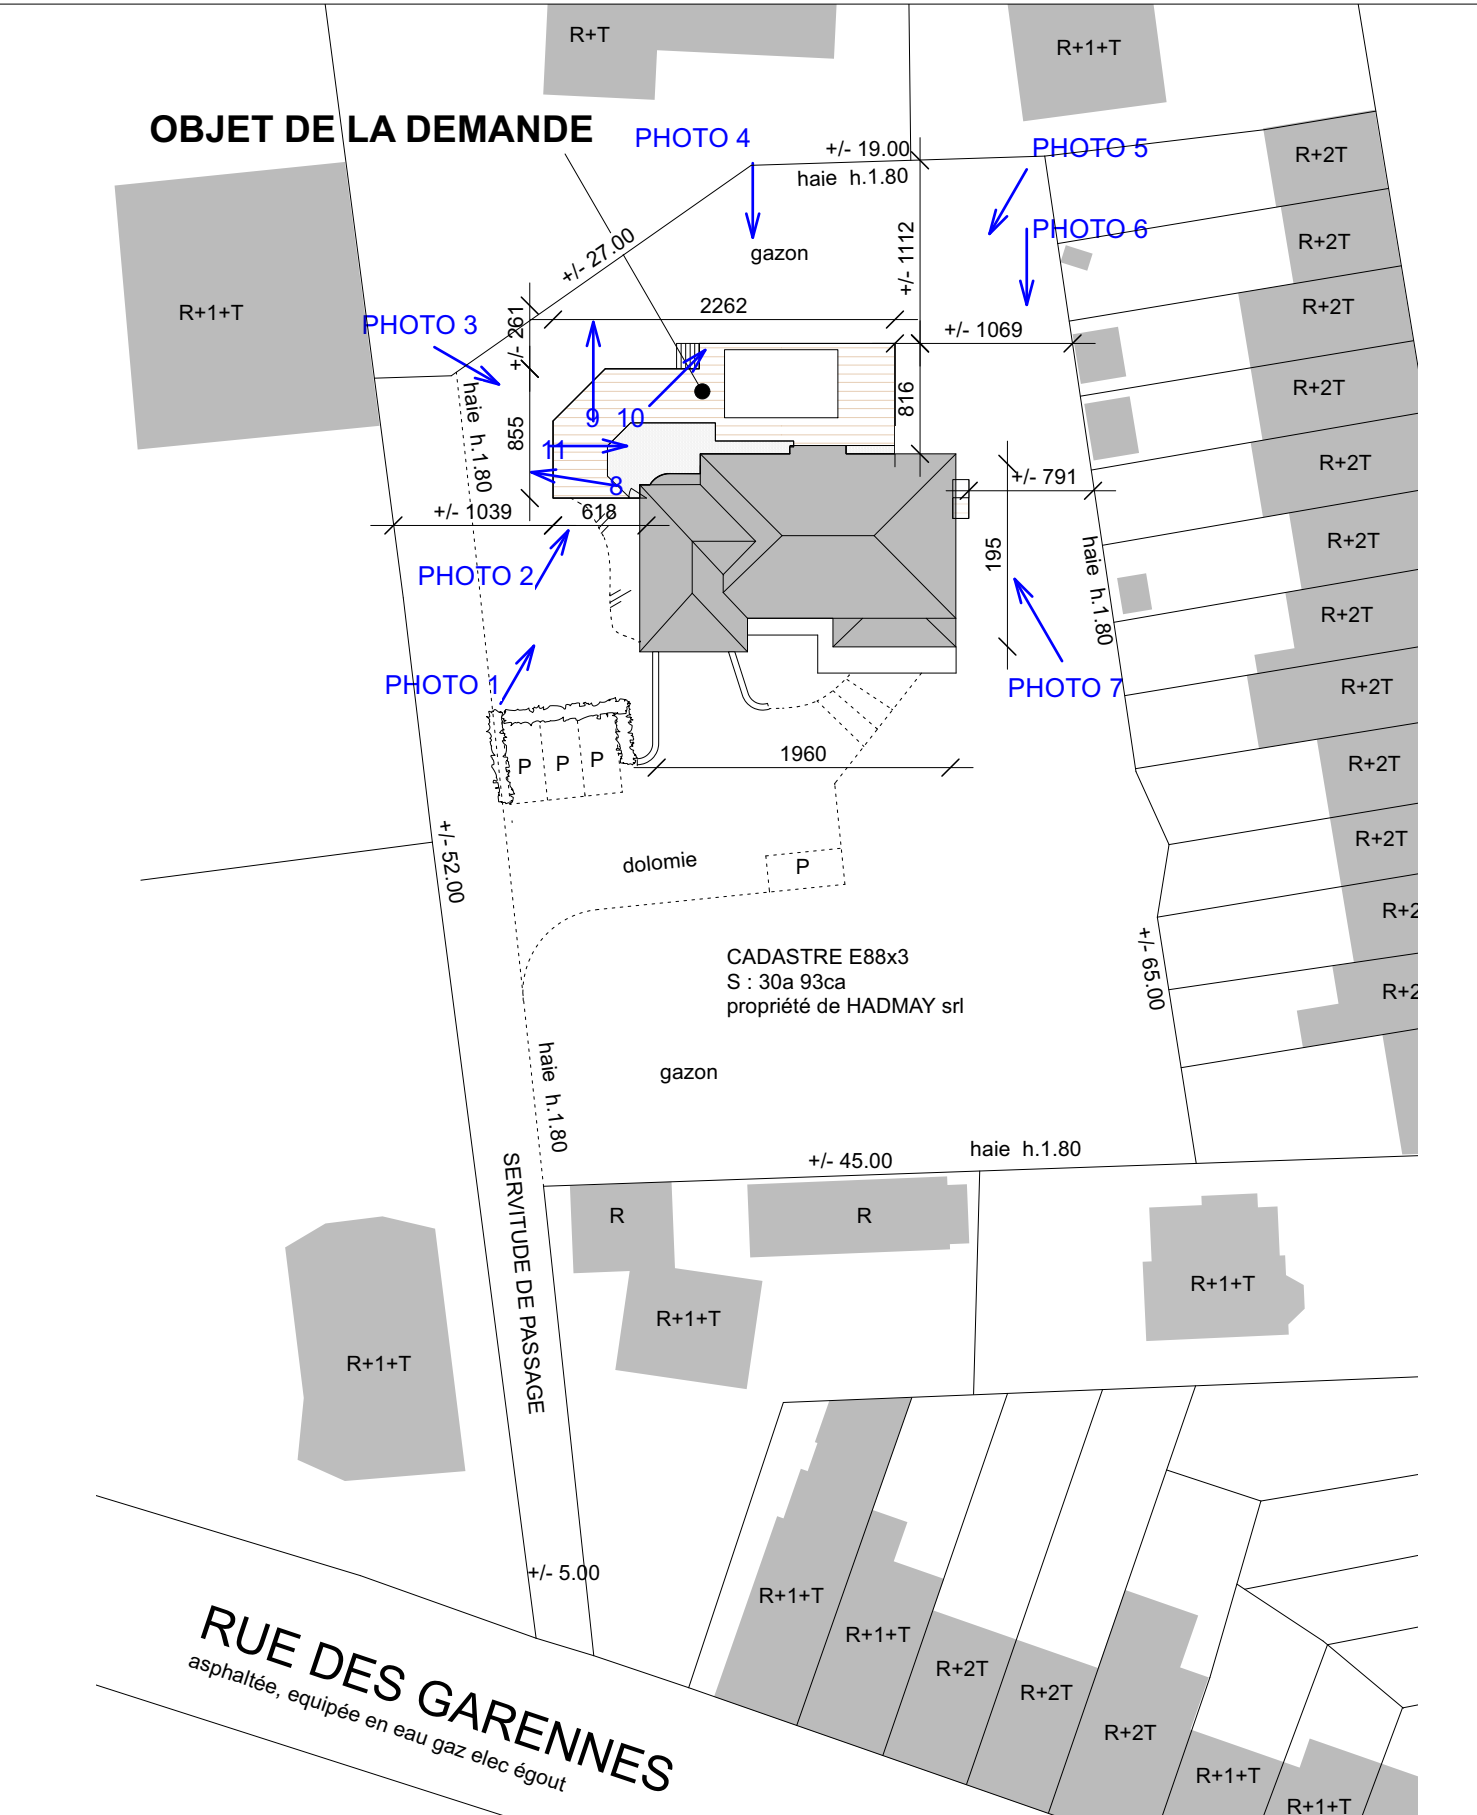 R+T
R+1+T
OBJET DE LA DEMANDE
PHOTO 4
+/- 19.00
haie h.1.80
PHOTO 5
R+2T
PHOTO 6
R+2T
+/- 27.00
gazon
+/- 1112
R+1+T
PHOTO 3
+/- 261
2262
+/- 1069
R+2T
haie h.1.80
855
9
10
816
R+2T
11
8
+/- 791
R+2T
+/- 1039
618
195
haie h.1.80
R+2T
PHOTO 2
R+2T
PHOTO 1
PHOTO 7
R+2T
P
P
P
1960
R+2T
+/- 52.00
dolomie
P
R+2T
R+2
CADASTRE E88x3
S : 30a 93ca
propriété de HADMAY srl
+/- 65.00
R+2
haie h.1.80
gazon
+/- 45.00
haie h.1.80
SERVITUDE DE PASSAGE
R
R
R+1+T
R+1+T
R+1+T
+/- 5.00
R+1+T
R+1+T
R+2T
R+2T
R+2T
R+1+T
R+1+T
RUE DES GARENNES
asphaltée, equipée en eau gaz elec égout